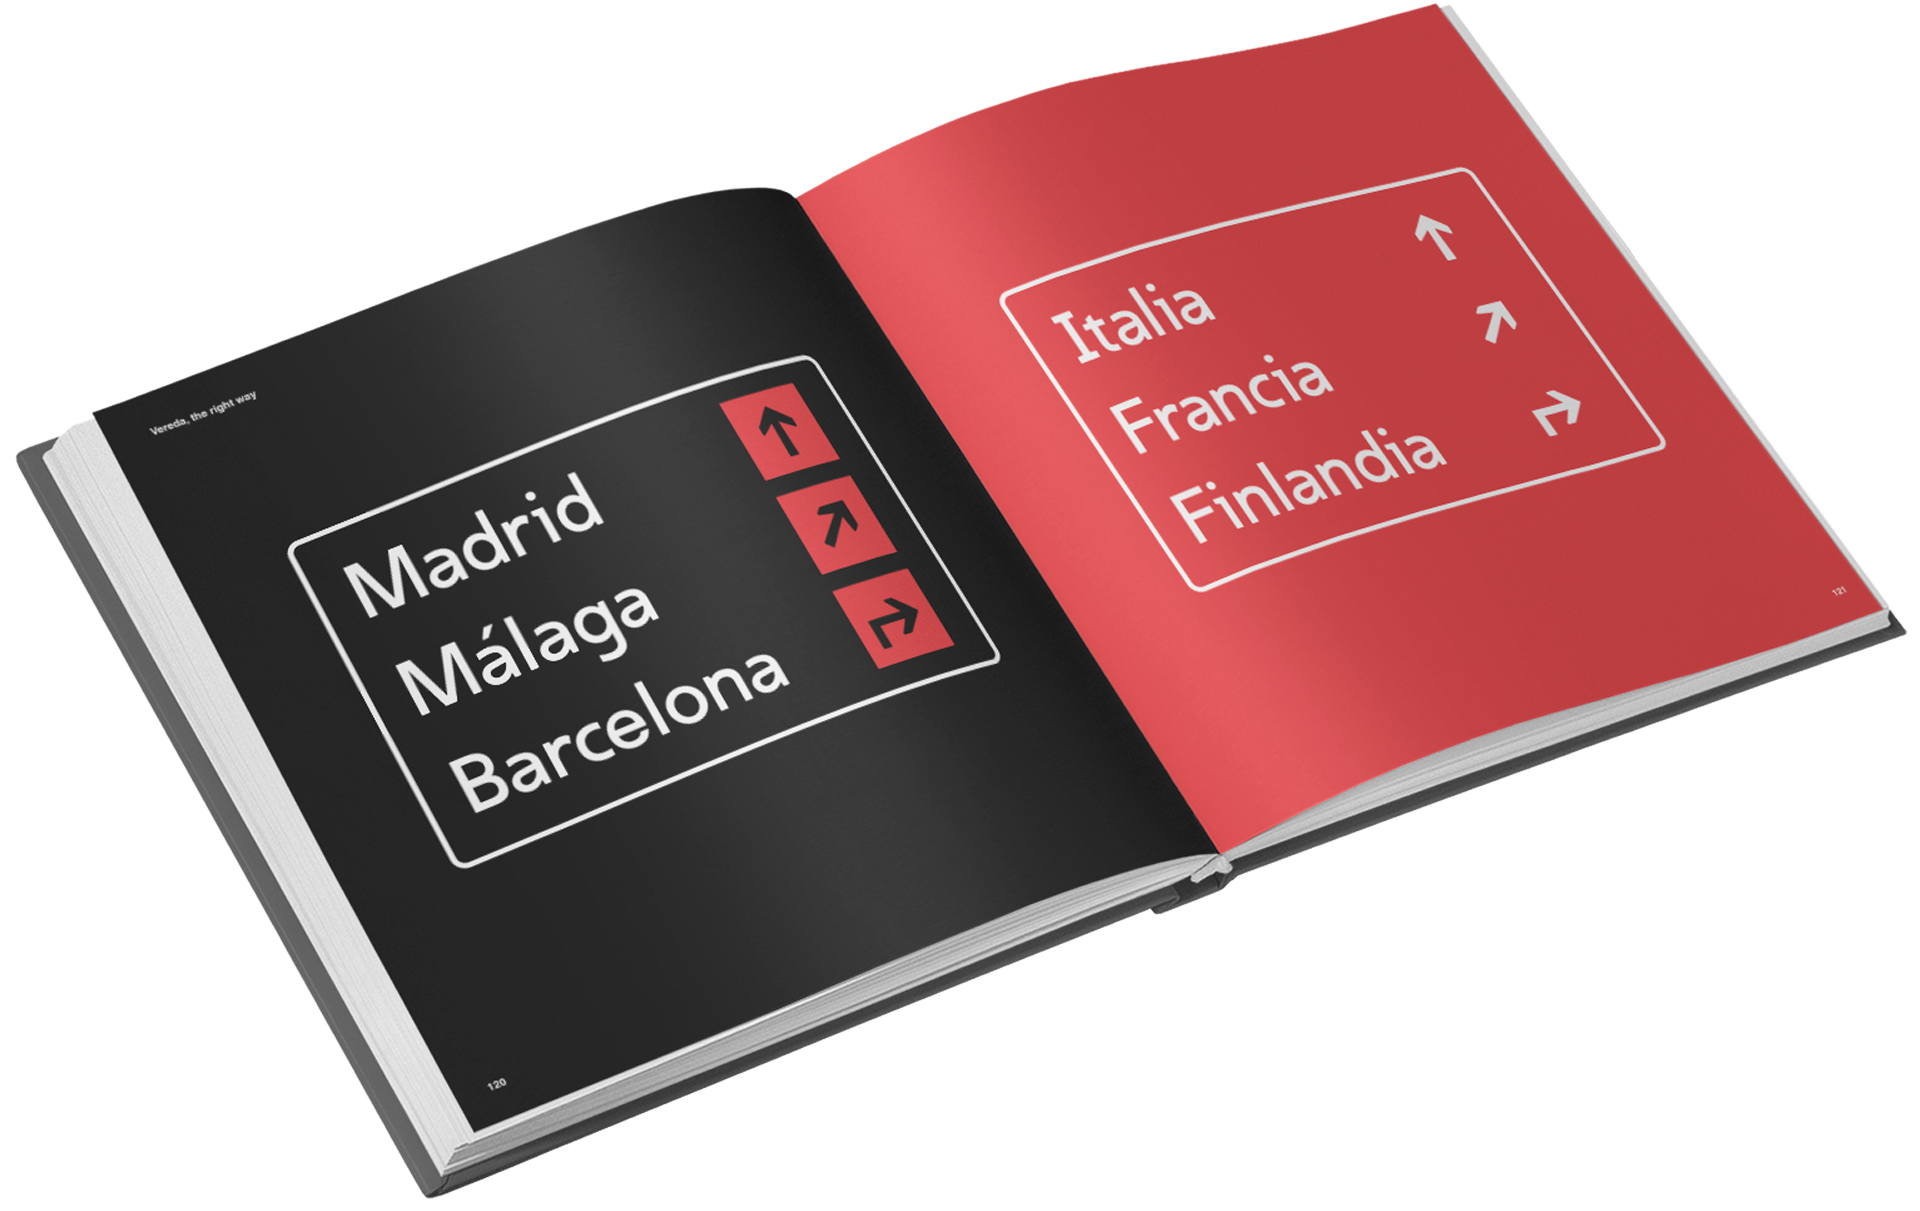 Vereda, the right way
Madrid
Málaga
Barcelona
120
Italia
Francia
Finlandia
121